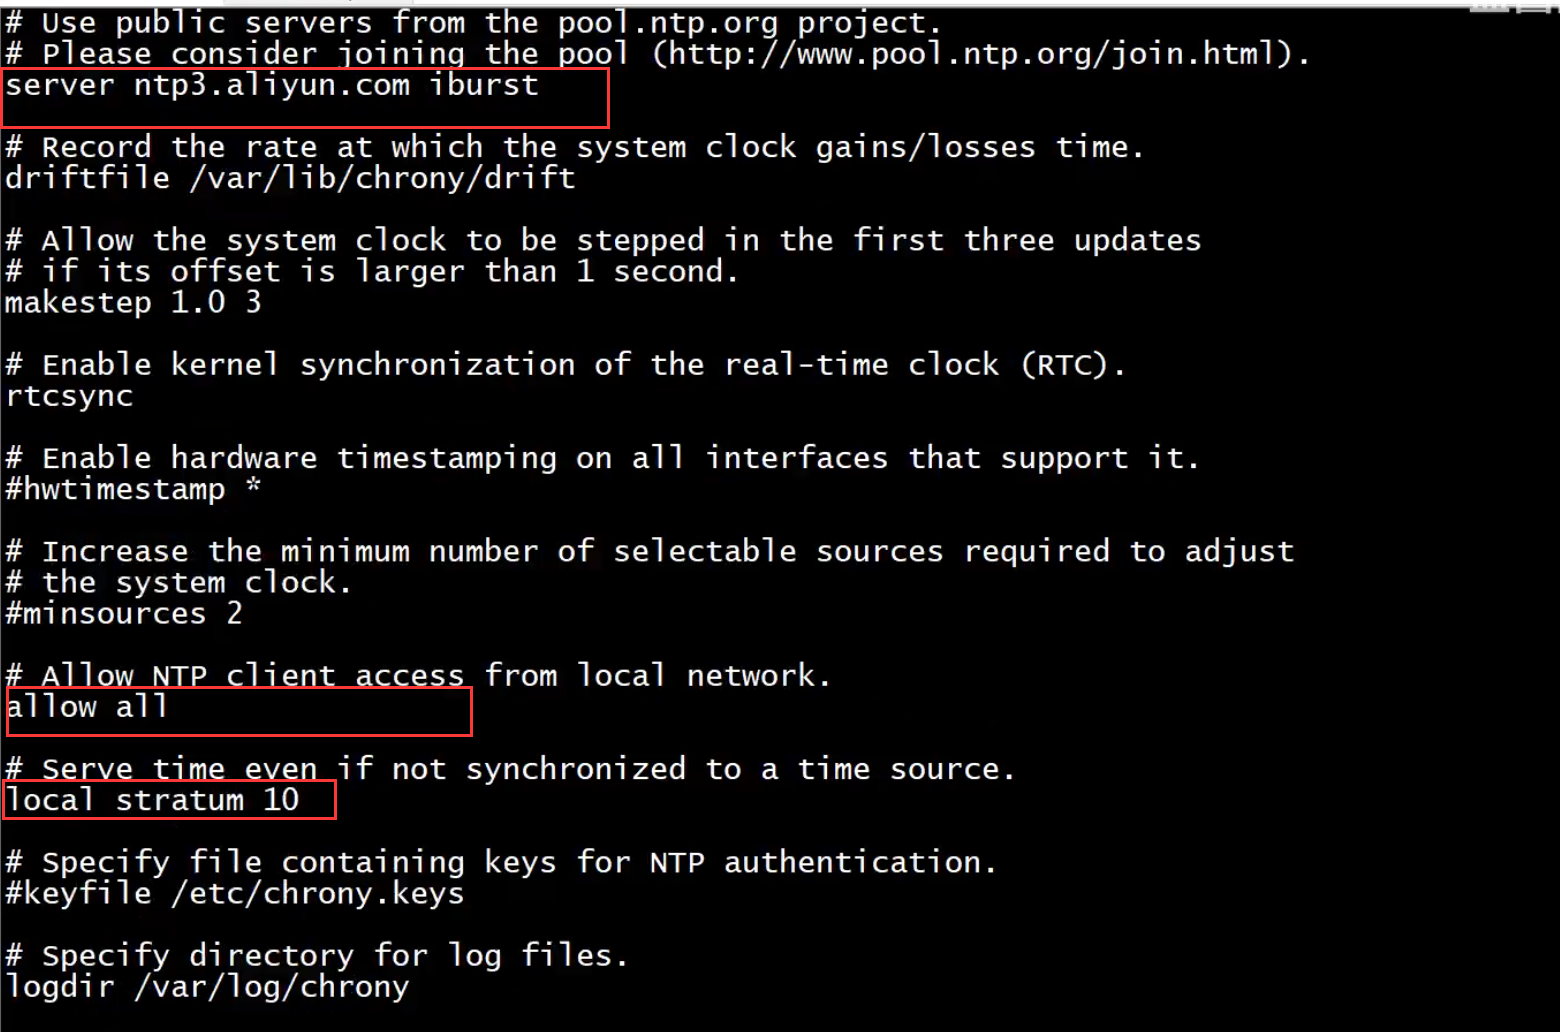 # Use public servers from the pool.ntp.org project.
# Please consider joining the pool (http://www.pool.ntp.org/join.html).
server ntp3.aliyun.com iburst
# Record the rate at which the system clock gains/losses time.
driftfile /var/lib/chrony/drift
# Allow the system clock to be stepped in the first three updates
# if its offset is larger than 1 second.
makestep 1.0 3
# Enable kernel synchronization of the real-time clock (RTC).
rtcsync
# Enable hardware timestamping on all interfaces that support it.
#hwtimestamp *
# Increase the minimum number of selectable sources required to adjust
# the system clock.
#minsources 2
# Allow NTP client access from local network.
allow all
# Serve time even if not synchronized to a time source.
local stratum 10
# Specify file containing keys for NTP authentication.
#keyfile /etc/chrony.keys
# Specify directory for log files.
logdir /var/log/chrony